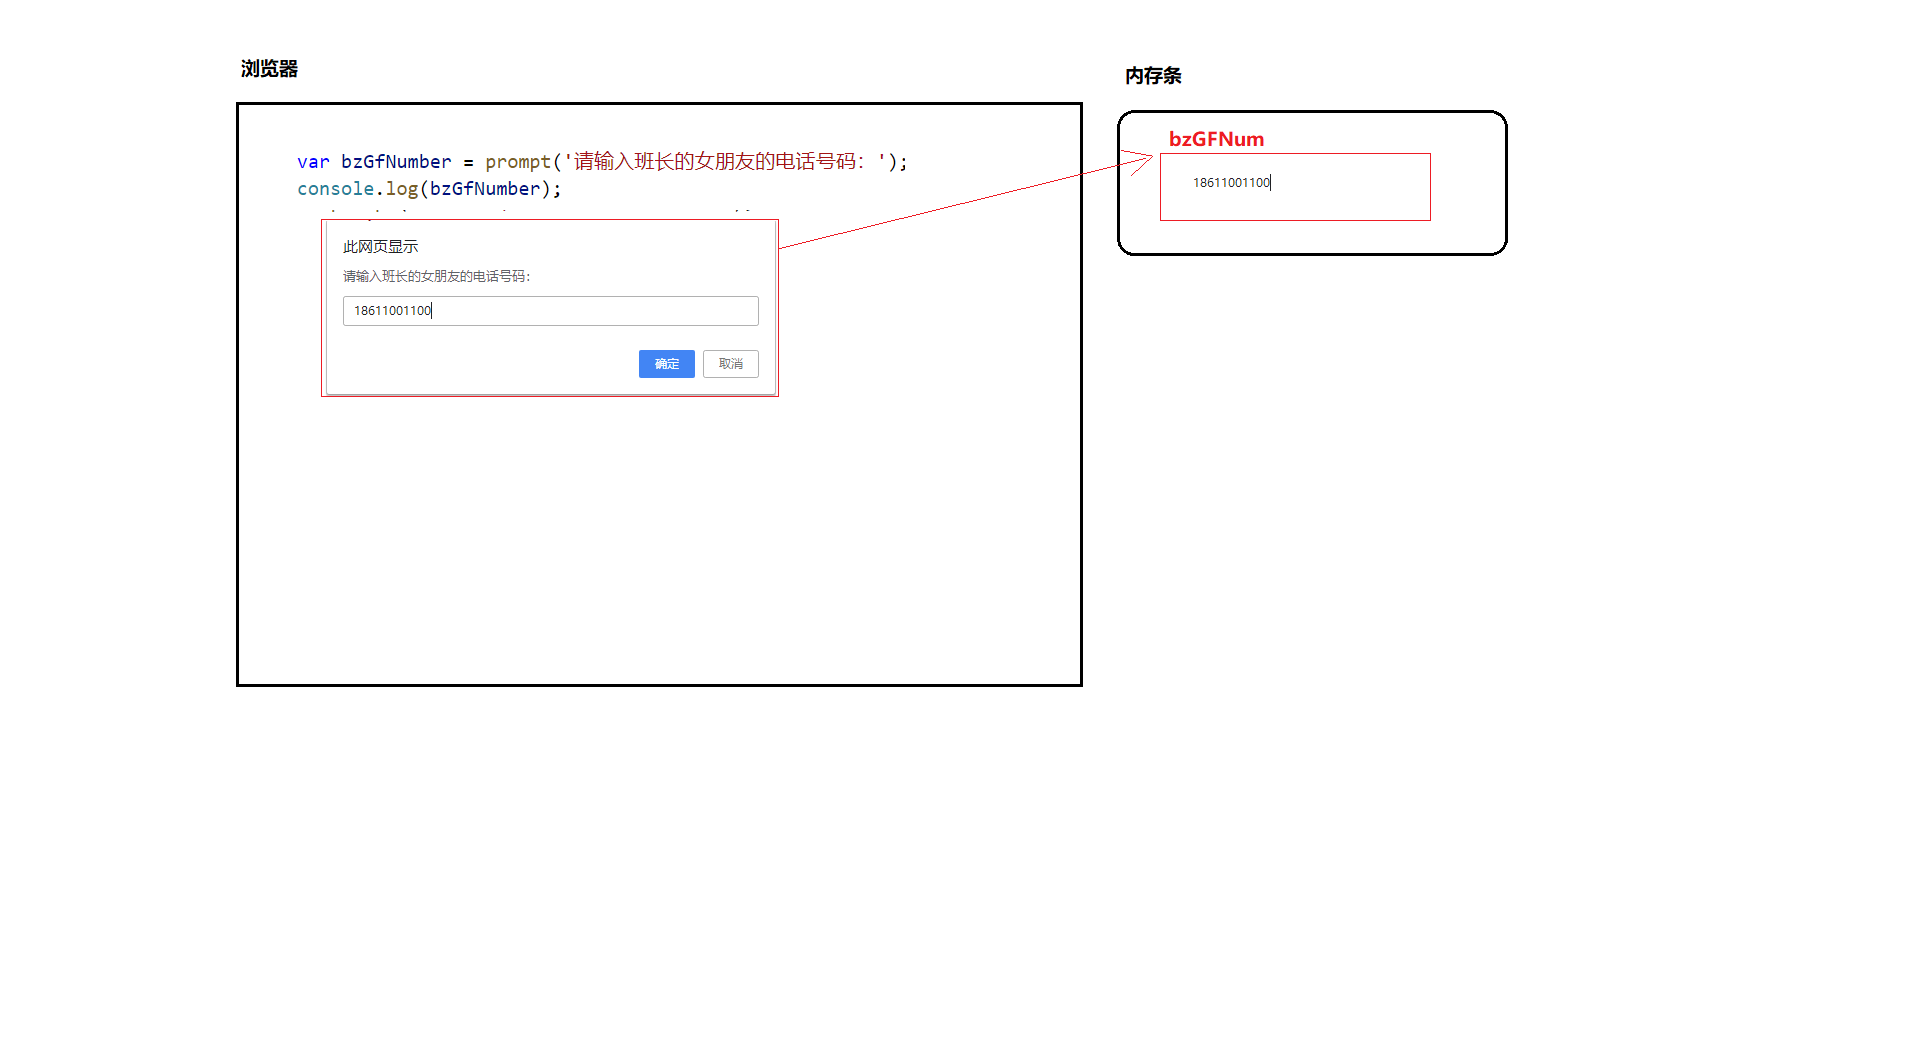 浏览器
var bzGfNumber = prompt('请输入班长的女朋友的电话号码：');
console.log(bzGfNumber);
此网页显示
请输入班长的女朋友的电话号码：
18611001100
确定 取消
内存条
bzGFNum
18611001100